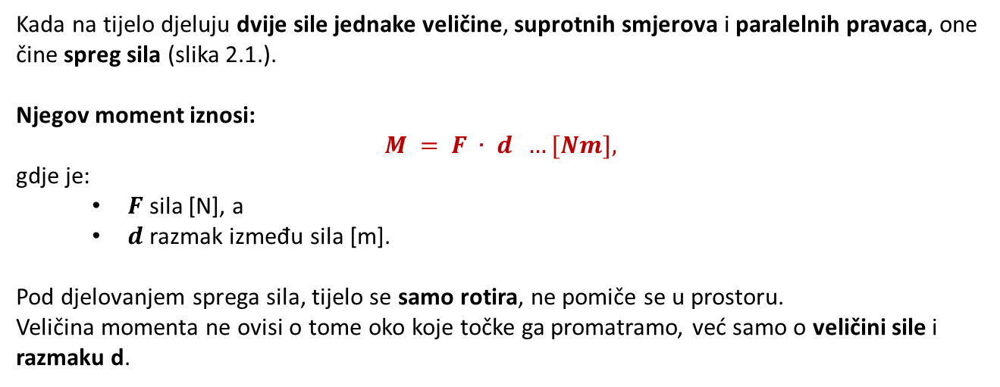 Kada na tijelo djeluju dvije sile jednake veličine, suprotnih smjerova i paralelnih pravaca, one
čine spreg sila (slika 2.1.).
Njegov moment iznosi:
M = F · d ... [Nm],
gdje je:
• F sila [N], a
• d razmak između sila [m].
Pod djelovanjem sprega sila, tijelo se samo rotira, ne pomiče se u prostoru.
Veličina momenta ne ovisi o tome oko koje točke ga promatramo, već samo o veličini sile i
razmaku d.